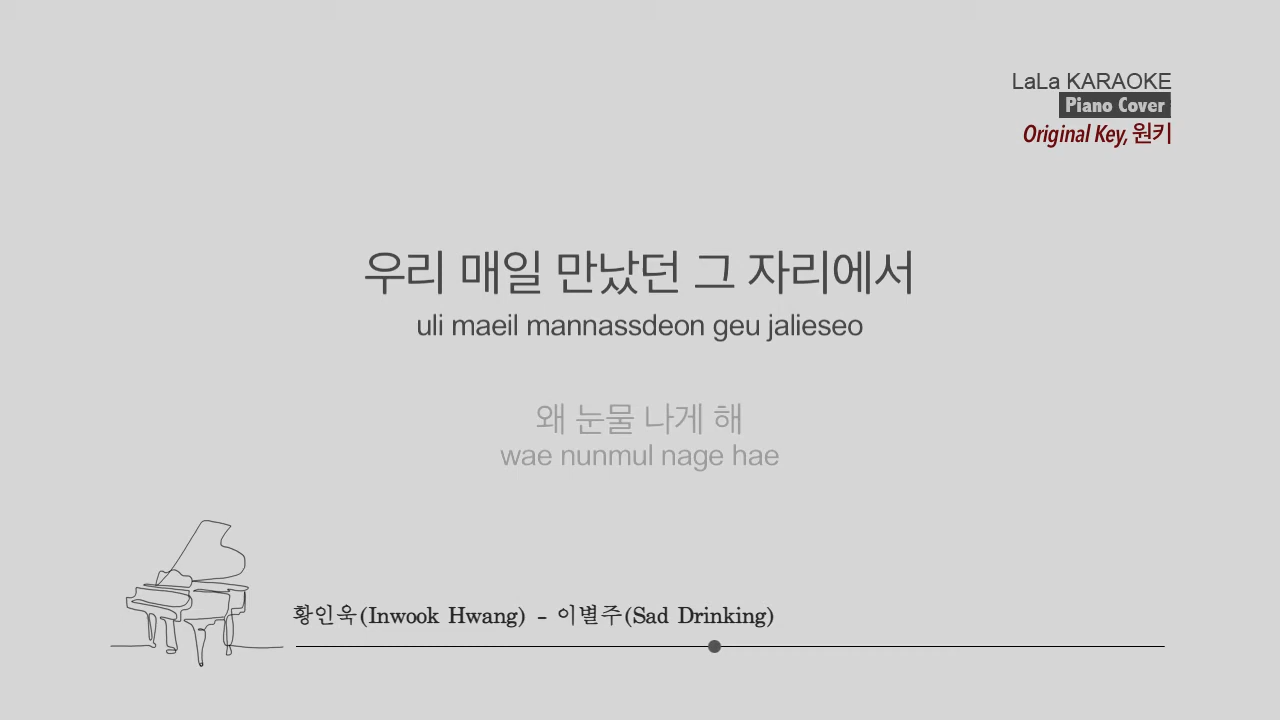 LaLa KARAOKE
Piano Cover
Original Key, 원키
우리 매일 만났던 그 자리에서
uli maeil mannassdeon geu jalieseo
왜 눈물 나게 해
wae nunmul nage hae
황인욱(Inwook Hwang) - 이별주(Sad Drinking)